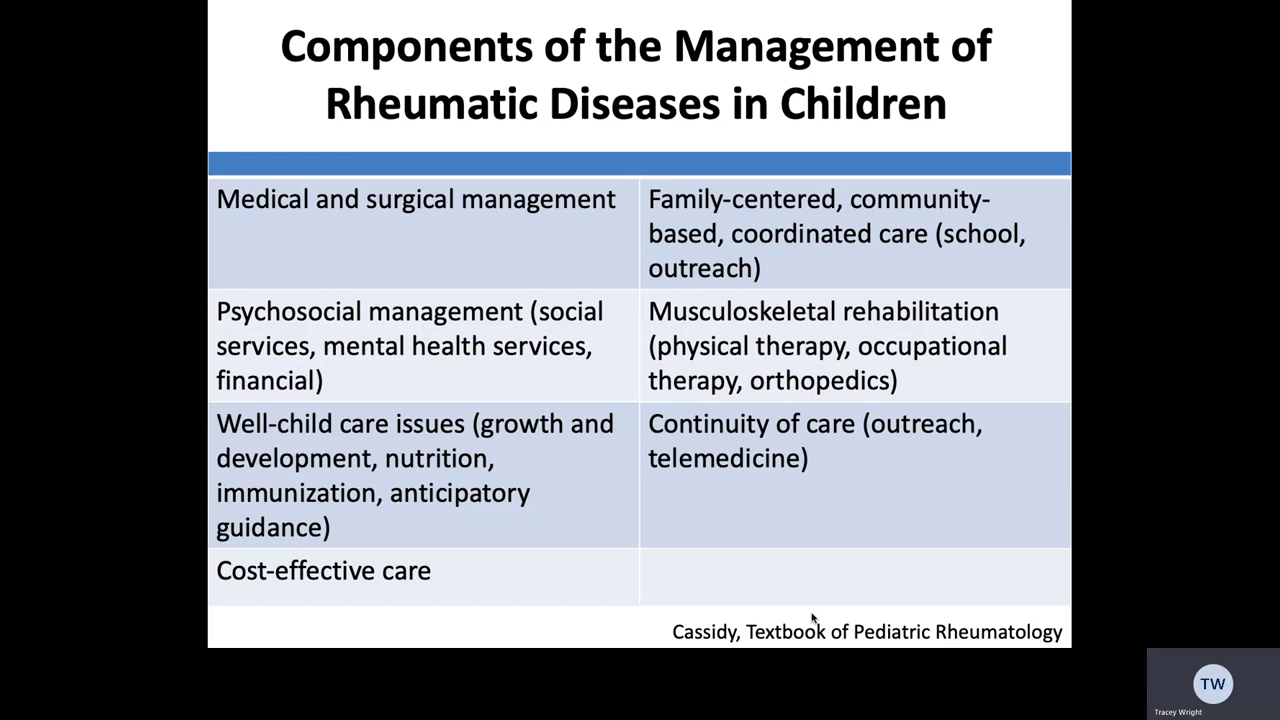 Components of the Management of
Rheumatic Diseases in Children
Medical and surgical management
Family-centered, community-
based, coordinated care (school,
outreach)
Psychosocial management (social
services, mental health services,
financial)
Musculoskeletal rehabilitation
(physical therapy, occupational
therapy, orthopedics)
Well-child care issues (growth and
development, nutrition,
immunization, anticipatory
guidance)
Continuity of care (outreach,
telemedicine)
Cost-effective care
Cassidy, Textbook of Pediatric Rheumatology
TW
Tracey Wright